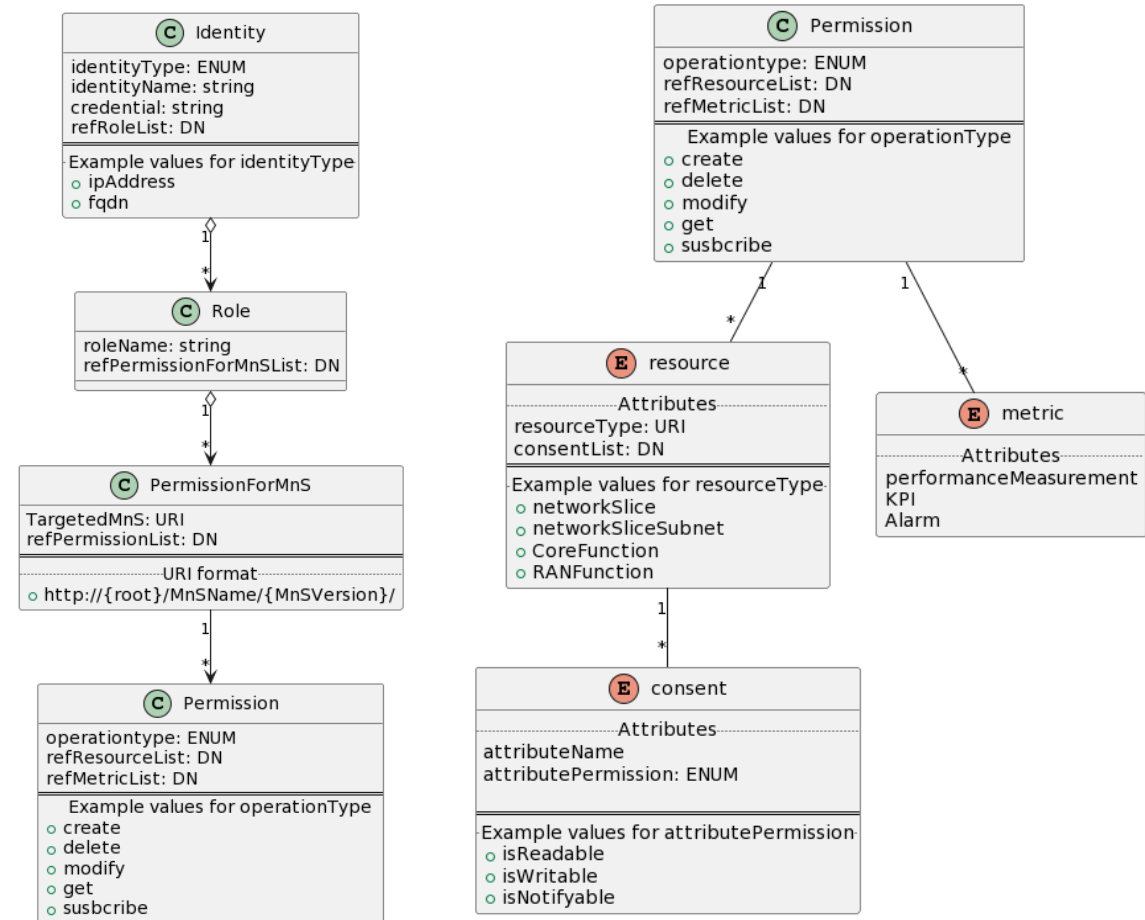 C Identity
identityType: ENUM
identityName: string
credential: string
refRoleList: DN
Example values for identityType
ipAddress
fqdn
1
*
C Role
roleName: string
refPermissionForMnSList: DN
1
*
C PermissionForMnS
TargetedMnS: URI
refPermissionList: DN
URI format
http://{root}/MnSName/{MnSVersion}/
1
*
C Permission
operationtype: ENUM
refResourceList: DN
refMetricList: DN
Example values for operationType
create
delete
modify
get
susbcribe
C Permission
operationtype: ENUM
refResourceList: DN
refMetricList: DN
Example values for operationType
create
delete
modify
get
susbcribe
1
*
1
*
E resource
Attributes
resourceType: URI
consentList: DN
Example values for resourceType
networkSlice
networkSliceSubnet
CoreFunction
RANFunction
E metric
Attributes
performanceMeasurement
KPI
Alarm
1
*
E consent
Attributes
attributeName
attributePermission: ENUM
Example values for attributePermission
isReadable
isWritable
isNotifyable